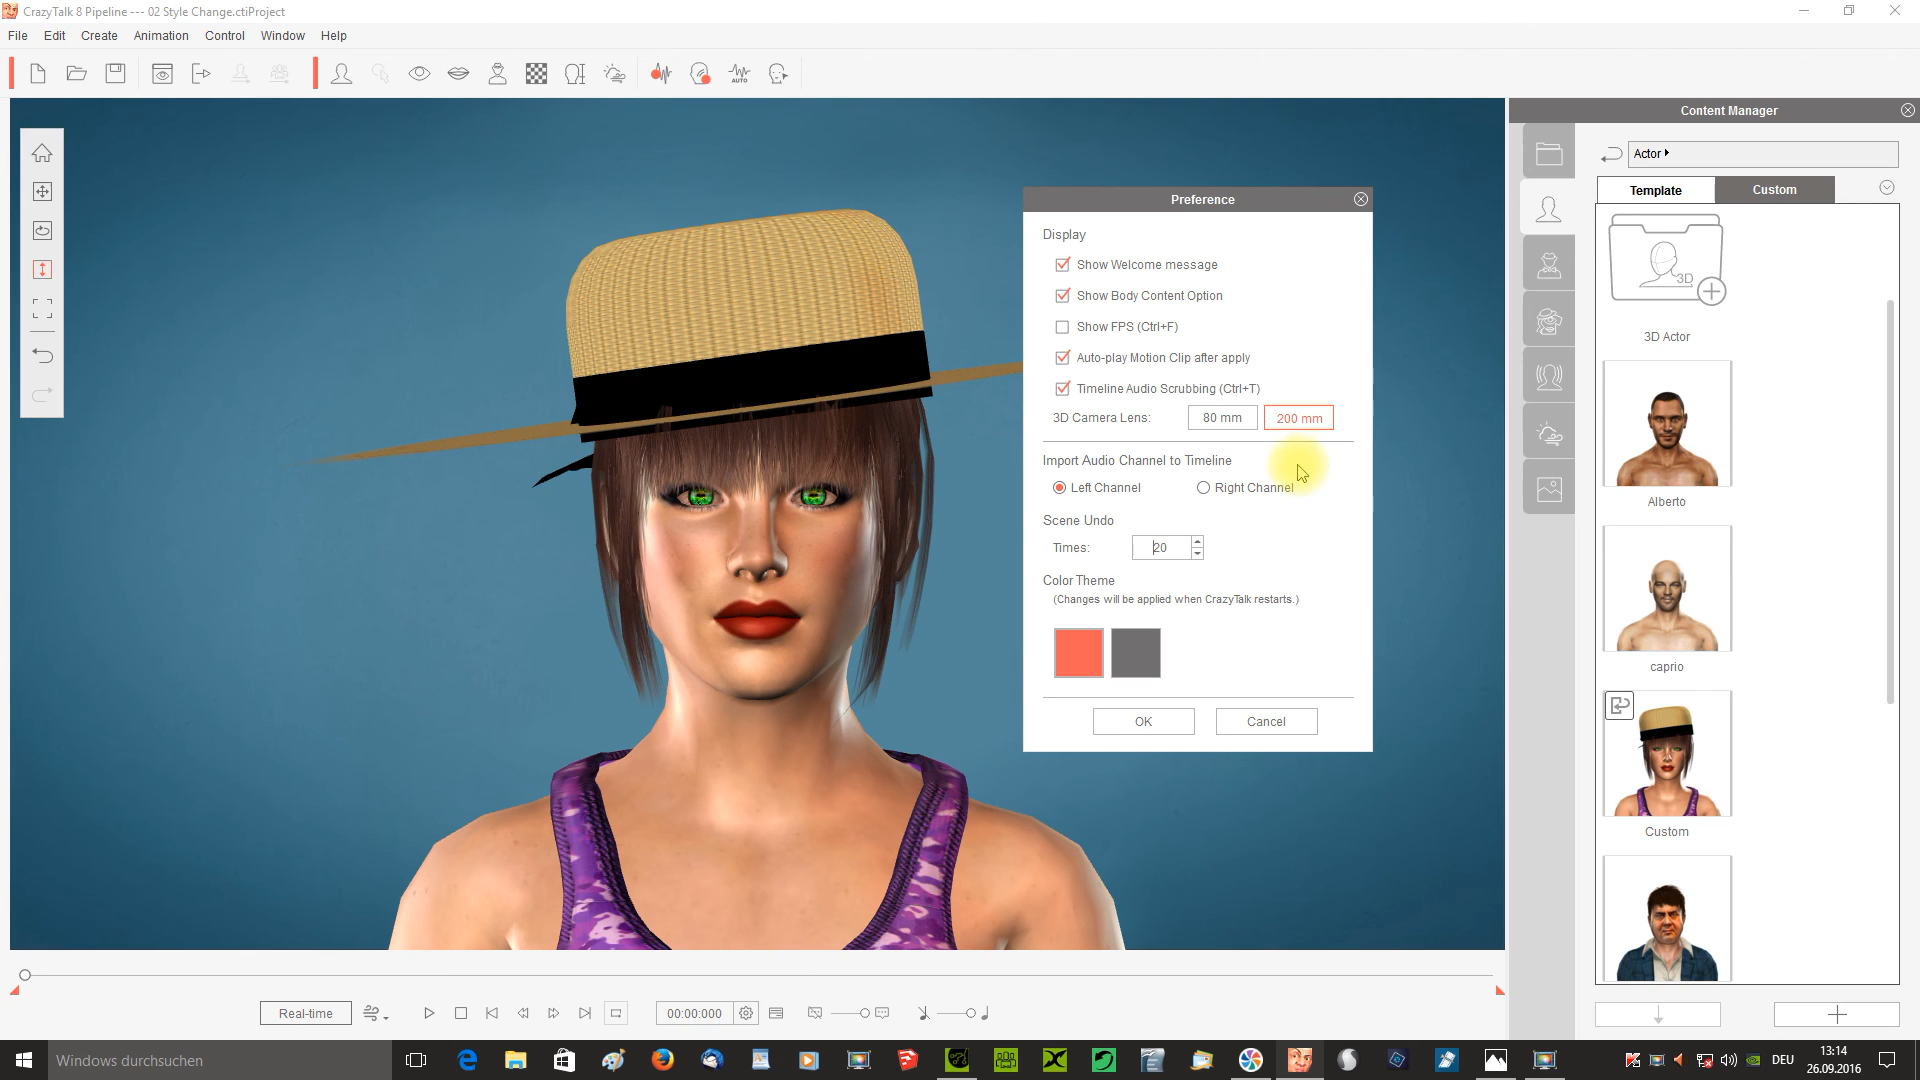 CrazyTalk 8 Pipeline --- 02 Style Change.ctiProject
File Edit Create Animation Control Window Help
AUTO
Content Manager
Actor
Template Custom
3D
3D Actor
Alberto
caprio
Custom
Preference
Display
Show Welcome message
Show Body Content Option
Show FPS (Ctrl+F)
Auto-play Motion Clip after apply
Timeline Audio Scrubbing (Ctrl+T)
3D Camera Lens: 80 mm 200 mm
Import Audio Channel to Timeline
Left Channel Right Channel
Scene Undo
Times: 20
Color Theme
(Changes will be applied when CrazyTalk restarts.)
OK Cancel
Real-time 00:00:000
Windows durchsuchen
DEU
13:14
26.09.2016